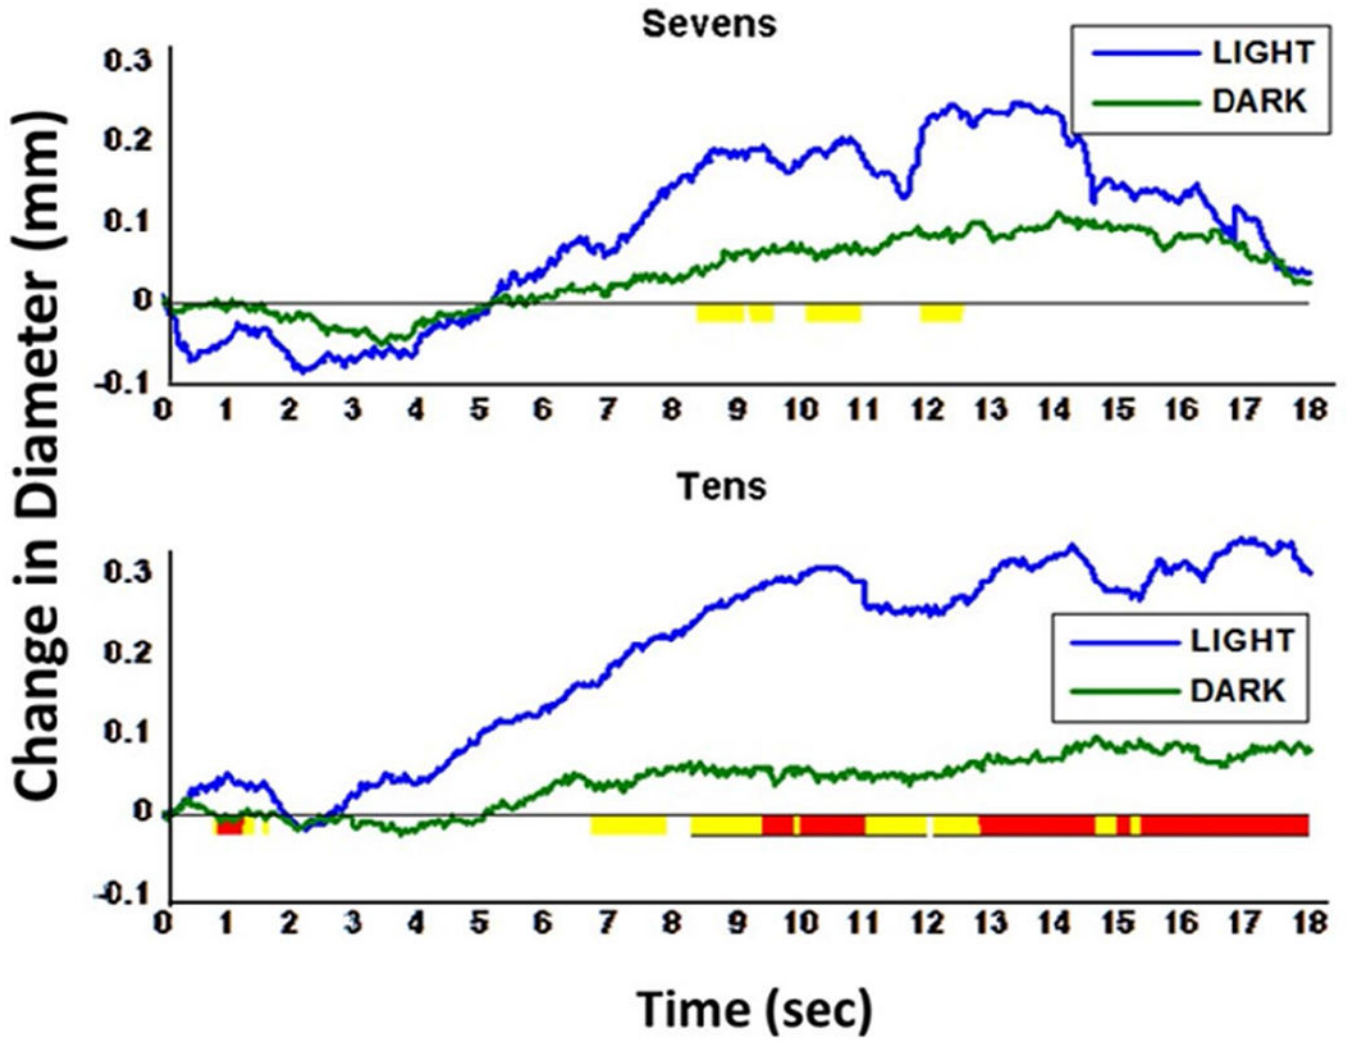 Sevens
LIGHT
DARK
0.3
0.2
0.1
0
-0.1
0 1 2 3 4 5 6 7 8 9 10 11 12 13 14 15 16 17 18
Change in Diameter (mm)
Tens
0.3
0.2
0.1
0
-0.1
LIGHT
DARK
0 1 2 3 4 5 6 7 8 9 10 11 12 13 14 15 16 17 18
Time (sec)